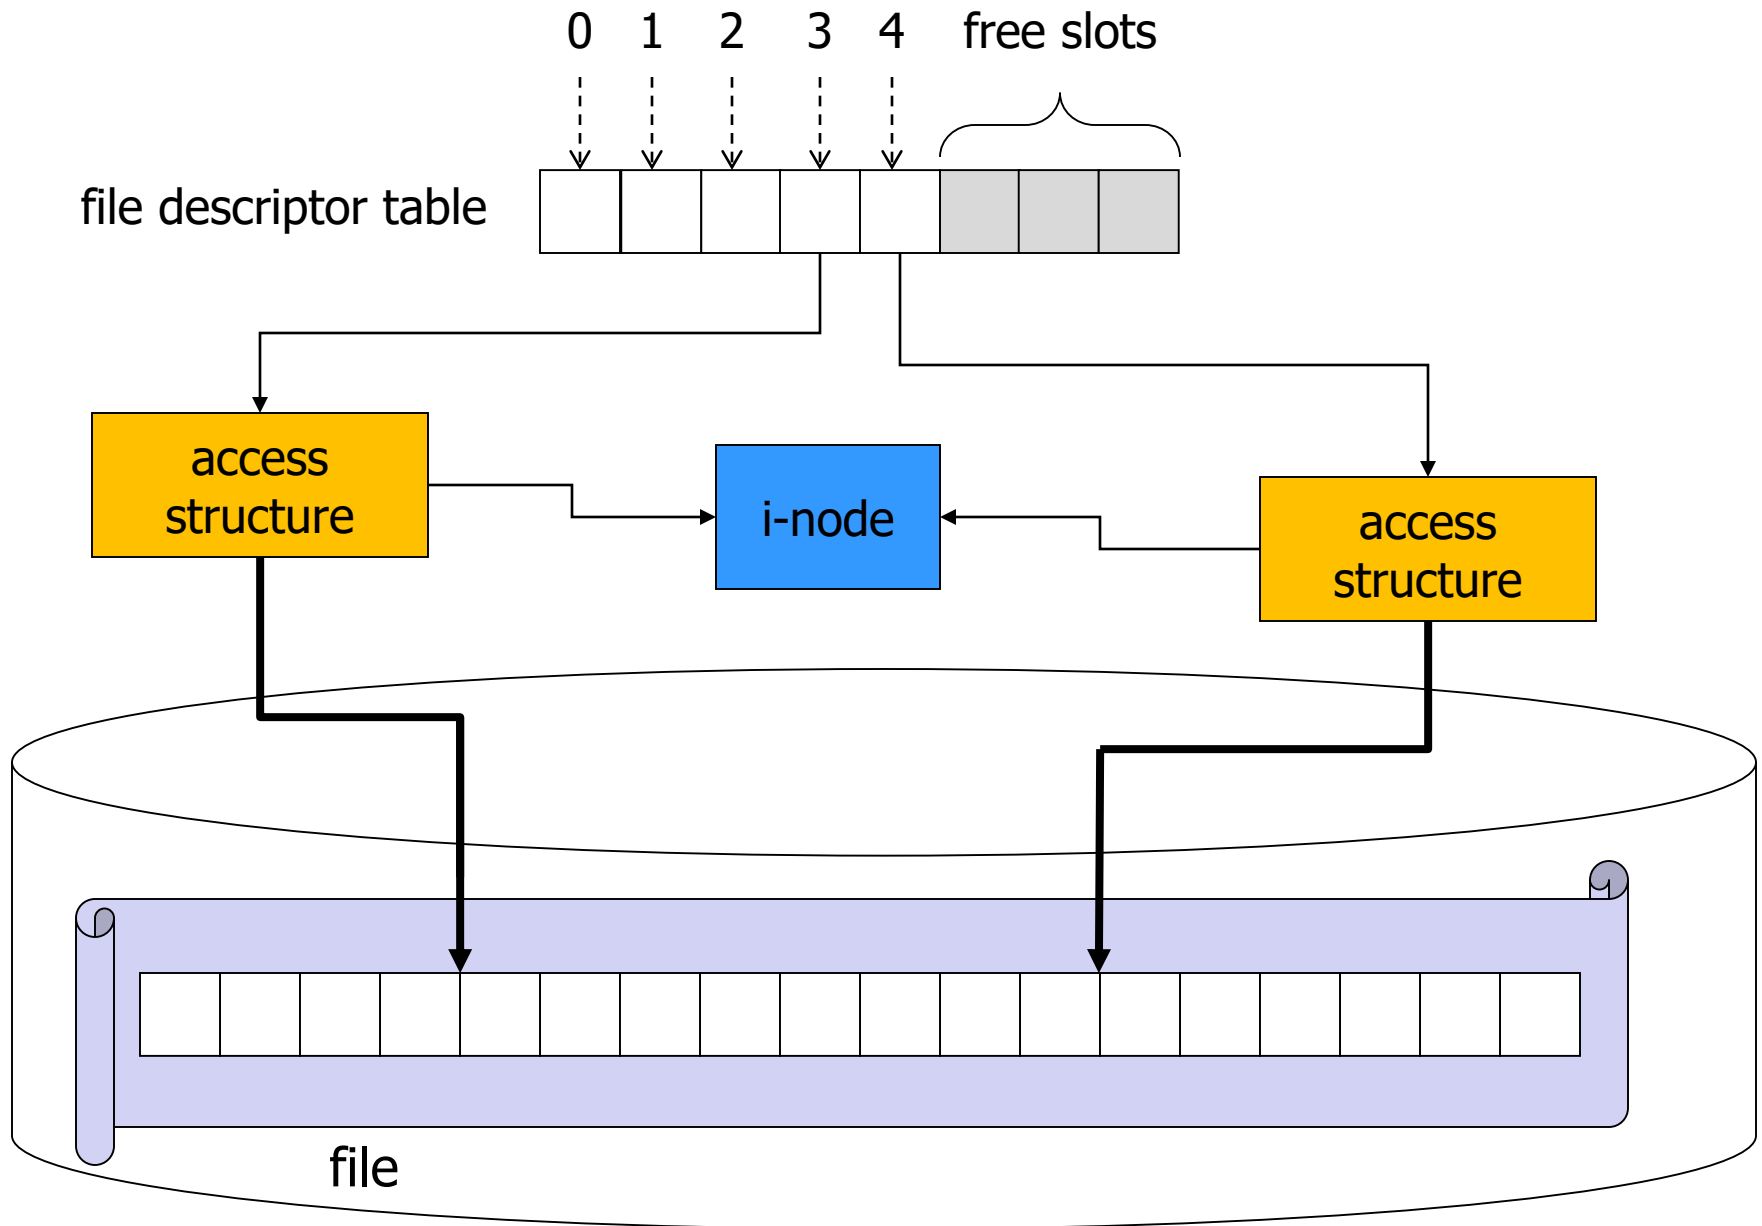 0 1 2 3 4 free slots
file descriptor table
access
structure
i-node
access
structure
file